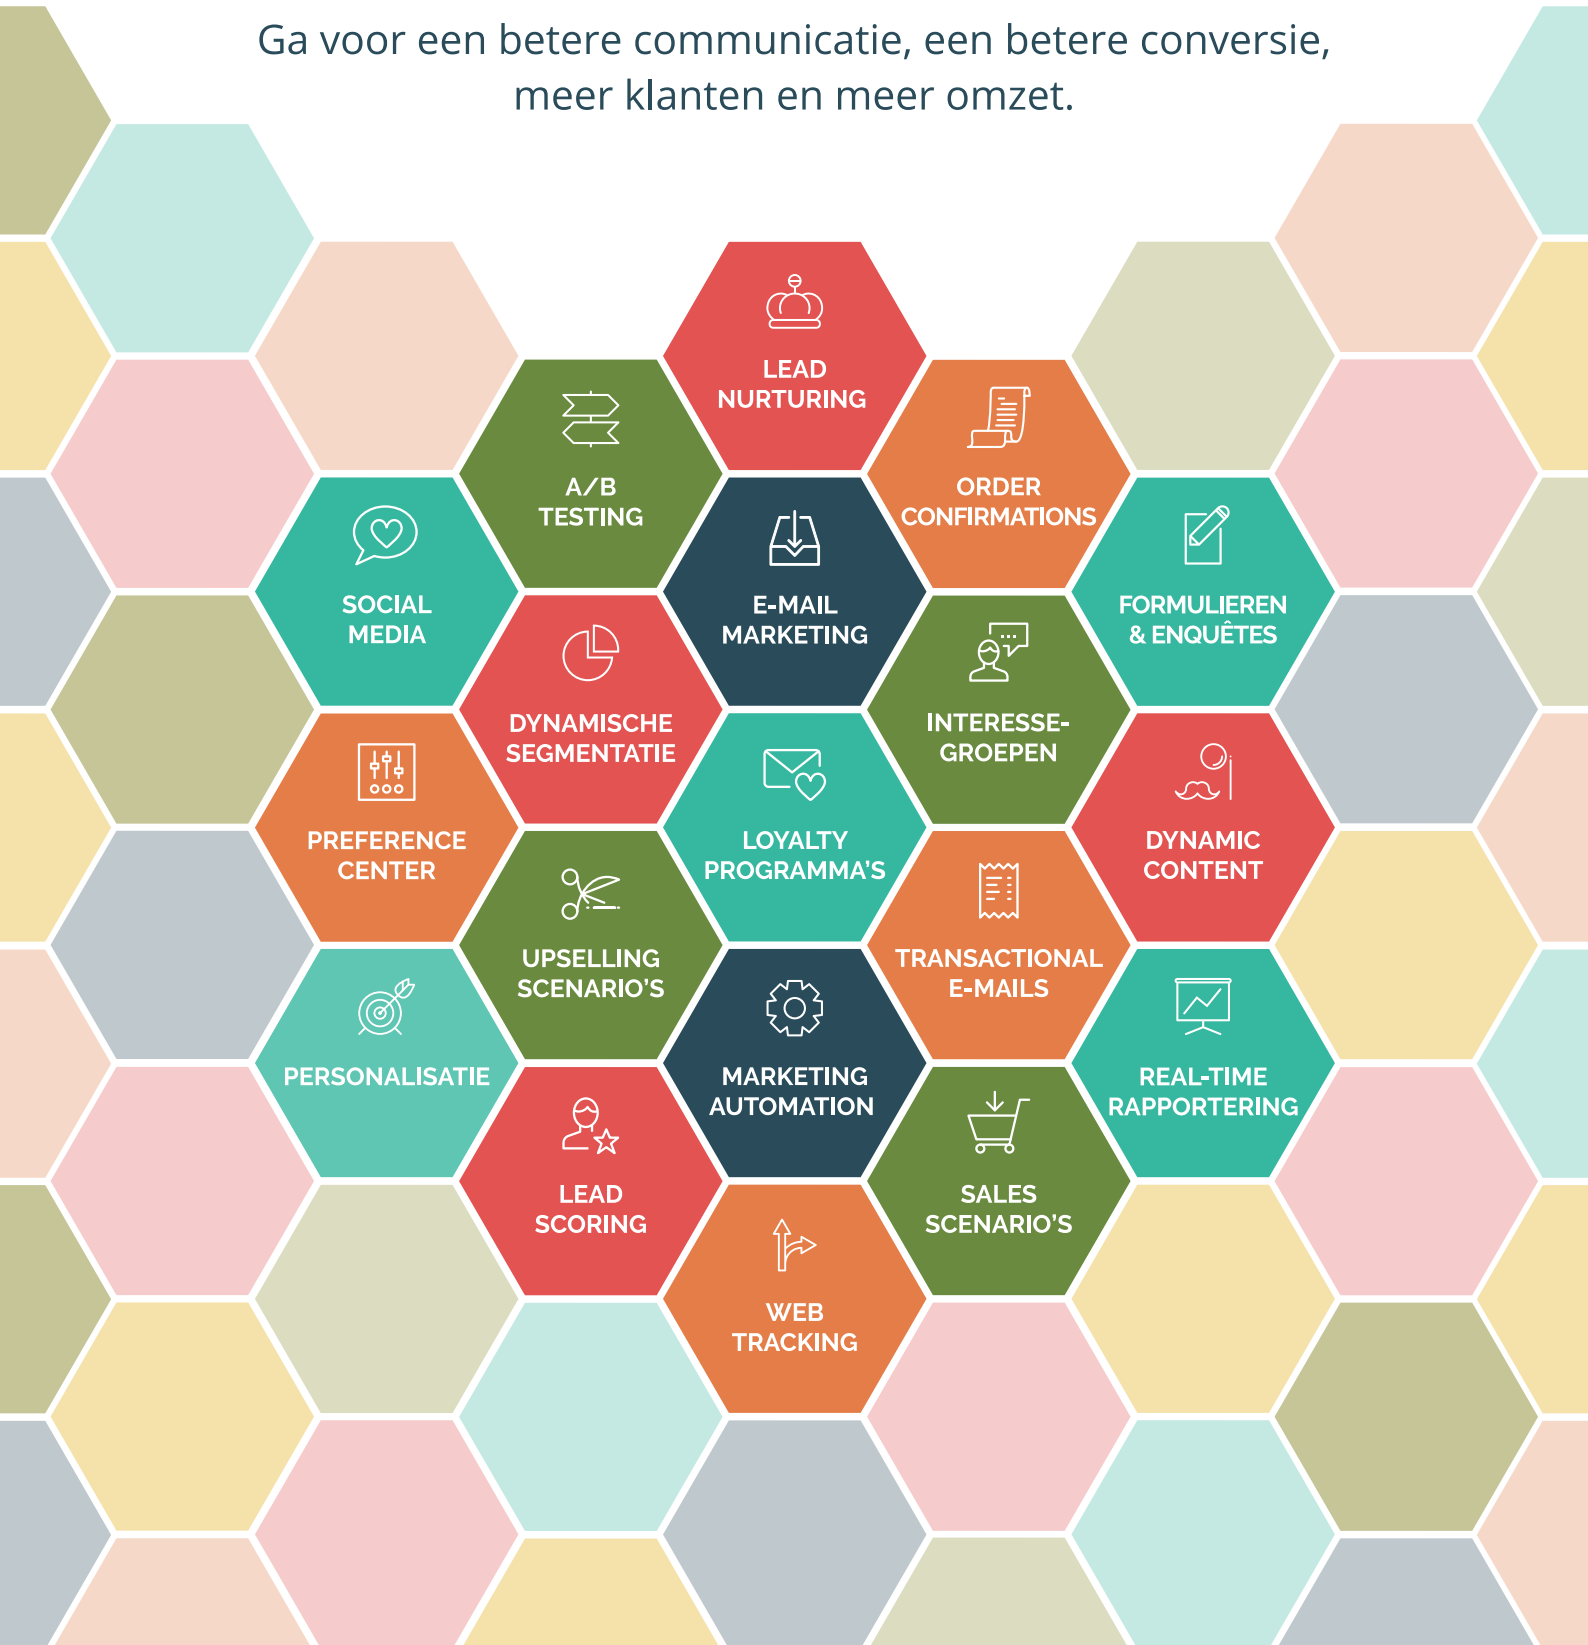 Ga voor een betere communicatie, een betere conversie,
meer klanten en meer omzet.
LEAD
NURTURING
A/B
TESTING
ORDER
CONFIRMATIONS
SOCIAL
MEDIA
E-MAIL
MARKETING
FORMULIEREN
& ENQUÊTES
DYNAMISCHE
SEGMENTATIE
INTERESSE-
GROEPEN
PREFERENCE
CENTER
LOYALTY
PROGRAMMA'S
DYNAMIC
CONTENT
UPSELLING
SCENARIO'S
TRANSACTIONAL
E-MAILS
PERSONALISATIE
MARKETING
AUTOMATION
REAL-TIME
RAPPORTERING
LEAD
SCORING
SALES
SCENARIO'S
WEB
TRACKING